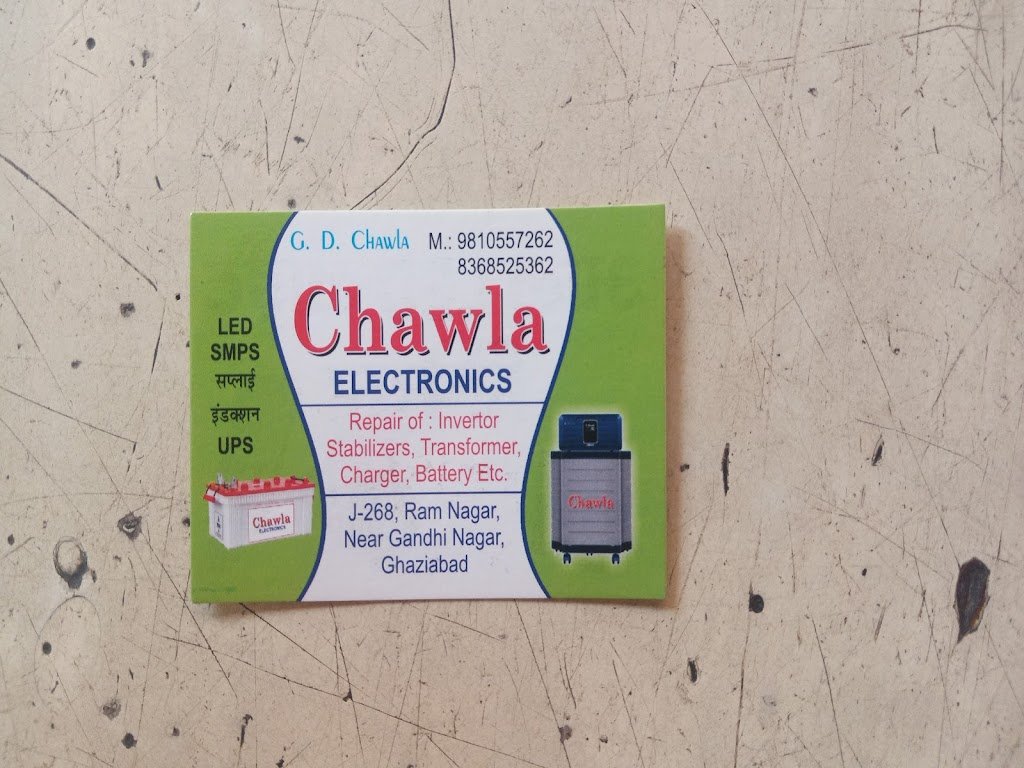 G. D. Chawla M.: 9810557262
8368525362
Chawla
ELECTRONICS
Repair of : Invertor
Stabilizers, Transformer,
Charger, Battery Etc.
J-268, Ram Nagar,
Near Gandhi Nagar,
Ghaziabad
LED
SMPS
सप्लाई
इंडक्शन
UPS
Chawla
ELECTRONICS
Chawla